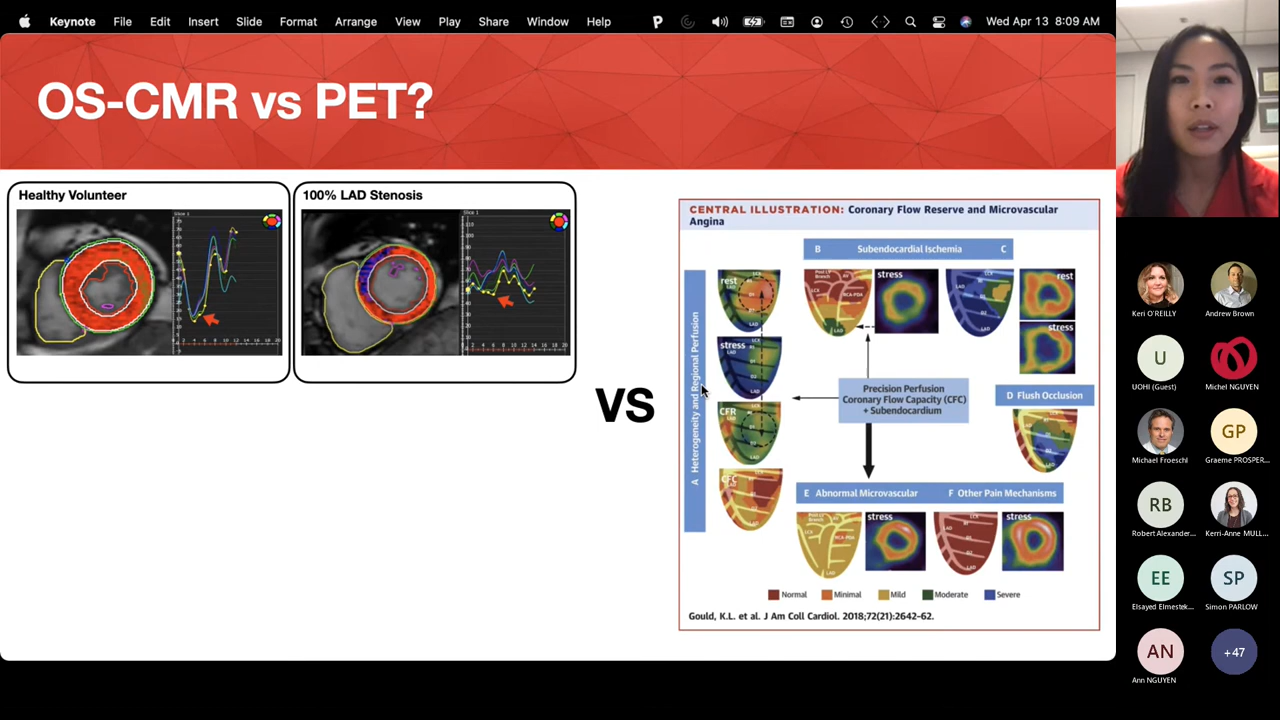 Keynote File Edit Insert Slide Format Arrange View Play Share Window Help Wed Apr 13 8:09 AM
OS-CMR vs PET?
Healthy Volunteer
Slice 1
100% LAD Stenosis
Slice 1
VS
CENTRAL ILLUSTRATION: Coronary Flow Reserve and Microvascular
Angina
B Subendocardial Ischemia C
A Heterogeneity and Regional Perfusion
rest
stress
CFR
CFC
stress
rest
stress
Precision Perfusion
Coronary Flow Capacity (CFC)
+ Subendocardium
D Flush Occlusion
E Abnormal Microvascular F Other Pain Mechanisms
stress
stress
Normal Minimal Mild Moderate Severe
Gould, K.L. et al. J Am Coll Cardiol. 2018;72(21):2642-62.
Keri O'REILLY
Andrew Brown
U
UOHI (Guest)
Michel NGUYEN
Michael Froeschl
GP
Graeme PROSPER...
RB
Robert Alexander...
Kerri-Anne MULL...
EE
Elsayed Elmestek...
SP
Simon PARLOW
AN
Ann NGUYEN
+47